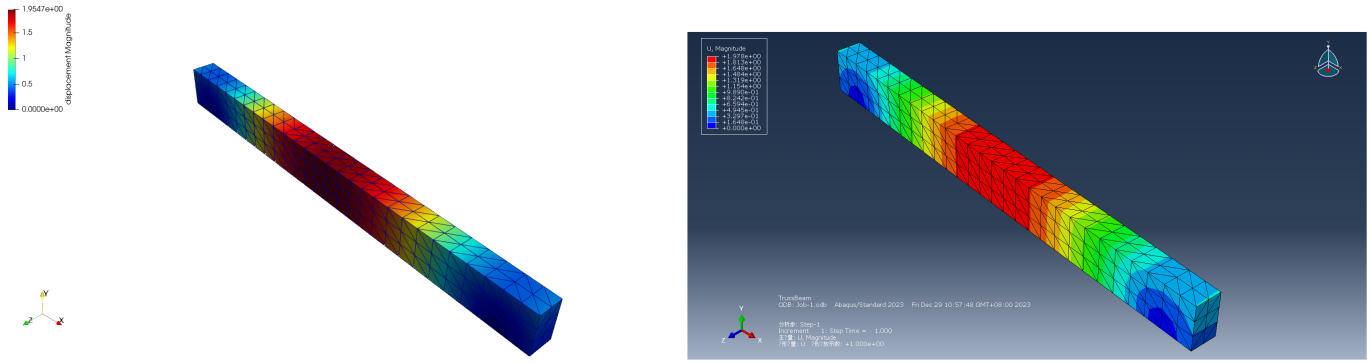 1.9547e+00
1.5
1
0.5
0.0000e+00
displacement Magnitude
Y
Z
X
U, Magnitude
+1.978e+00
+1.813e+00
+1.648e+00
+1.484e+00
+1.319e+00
+1.154e+00
+9.890e-01
+8.242e-01
+6.594e-01
+4.945e-01
+3.297e-01
+1.648e-01
+0.000e+00
TrussBeam
ODB: Job-1.odb Abaqus/Standard 2023 Fri Dec 29 10:57:48 GMT+08:00 2023
Step-1
Increment 1: Step Time = 1.000
U, Magnitude
U +1.000e+00
Y
Z
X